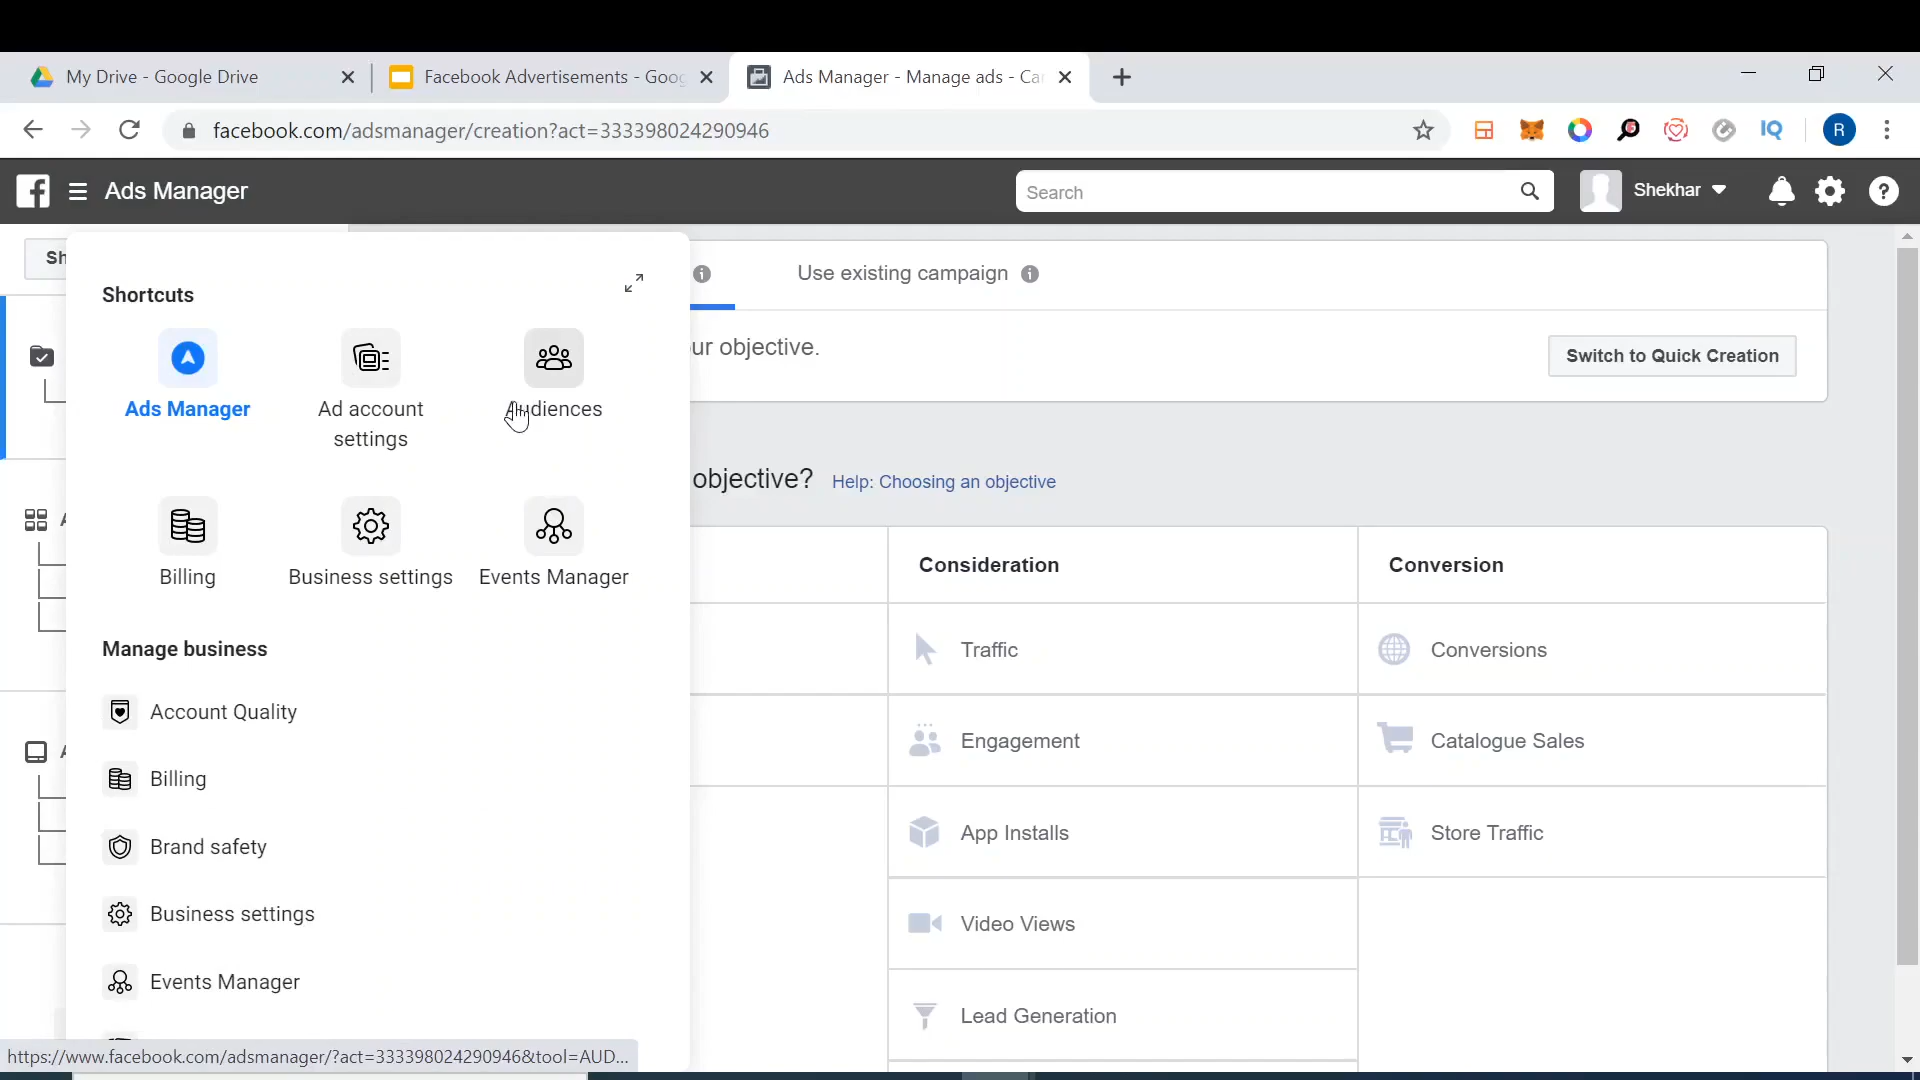 My Drive - Google Drive
Facebook Advertisements - Goog
Ads Manager - Manage ads - Ca
facebook.com/adsmanager/creation?act=333398024290946
IQ
R
Ads Manager
Search
Shekhar
Sh
Shortcuts
Use existing campaign
ur objective.
Switch to Quick Creation
Ads Manager
Ad account
settings
Audiences
objective? Help: Choosing an objective
Billing
Business settings
Events Manager
Consideration
Conversion
Manage business
Traffic
Conversions
Account Quality
Engagement
Catalogue Sales
Billing
App Installs
Store Traffic
Brand safety
Business settings
Video Views
Events Manager
Lead Generation
https://www.facebook.com/adsmanager/?act=333398024290946&tool=AUD...